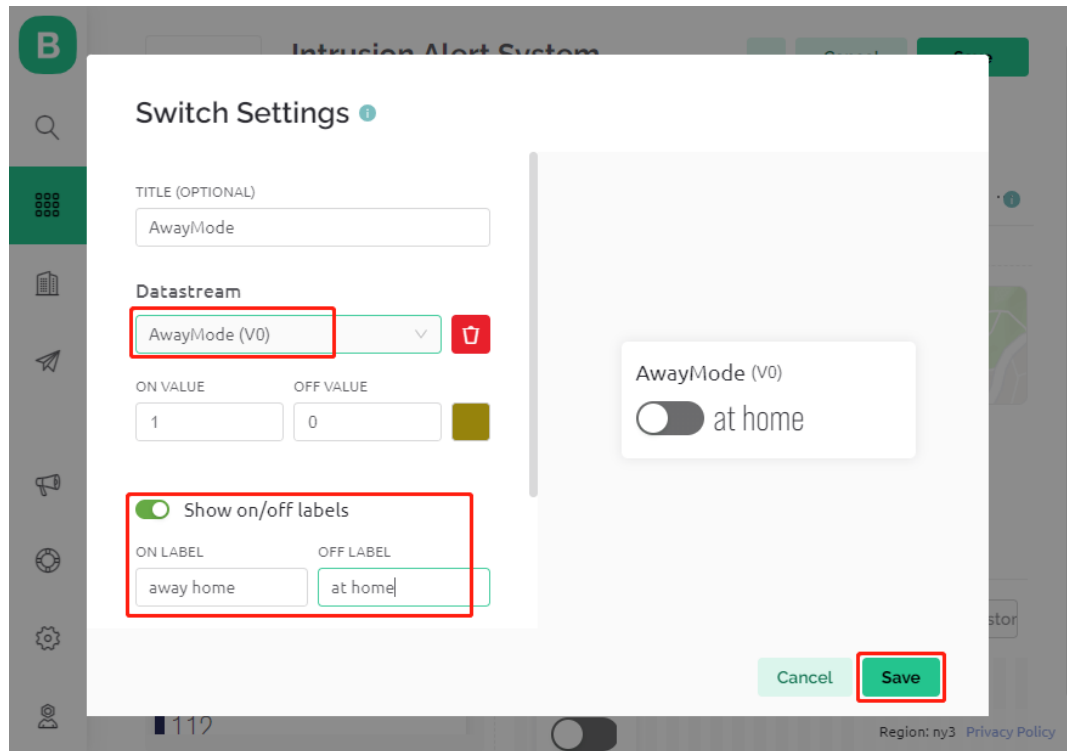 B
Intrusion Alert System
Switch Settings
TITLE (OPTIONAL)
AwayMode
Datastream
AwayMode (V0)
ON VALUE OFF VALUE
1 0
Show on/off labels
ON LABEL OFF LABEL
away home at home
AwayMode (V0)
at home
Cancel Save
112
Region: ny3 Privacy Policy